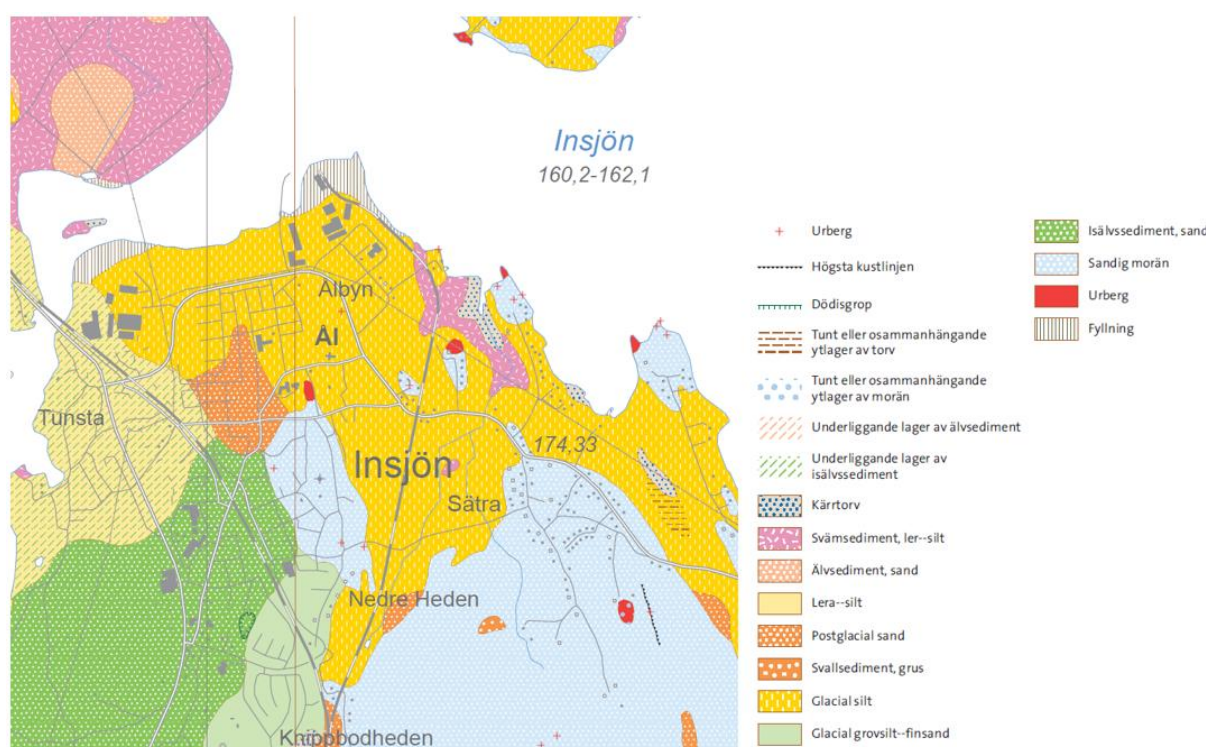 Insjön
160,2-162,1
Älbyn
Ål
Tunsta
Insjön
174,33
Sätra
Nedre Heden
Knippbodheden
Urberg
Högsta kustlinjen
Dödisgrop
Tunt eller osammanhängande
ytlager av torv
Tunt eller osammanhängande
ytlager av morän
Underliggande lager av älvsediment
Underliggande lager av
isälvssediment
Kärrtorv
Svämsediment, ler--silt
Älvsediment, sand
Lera--silt
Postglacial sand
Svallsediment, grus
Glacial silt
Glacial grovsilt--finsand
Isälvssediment, sand
Sandig morän
Urberg
Fyllning